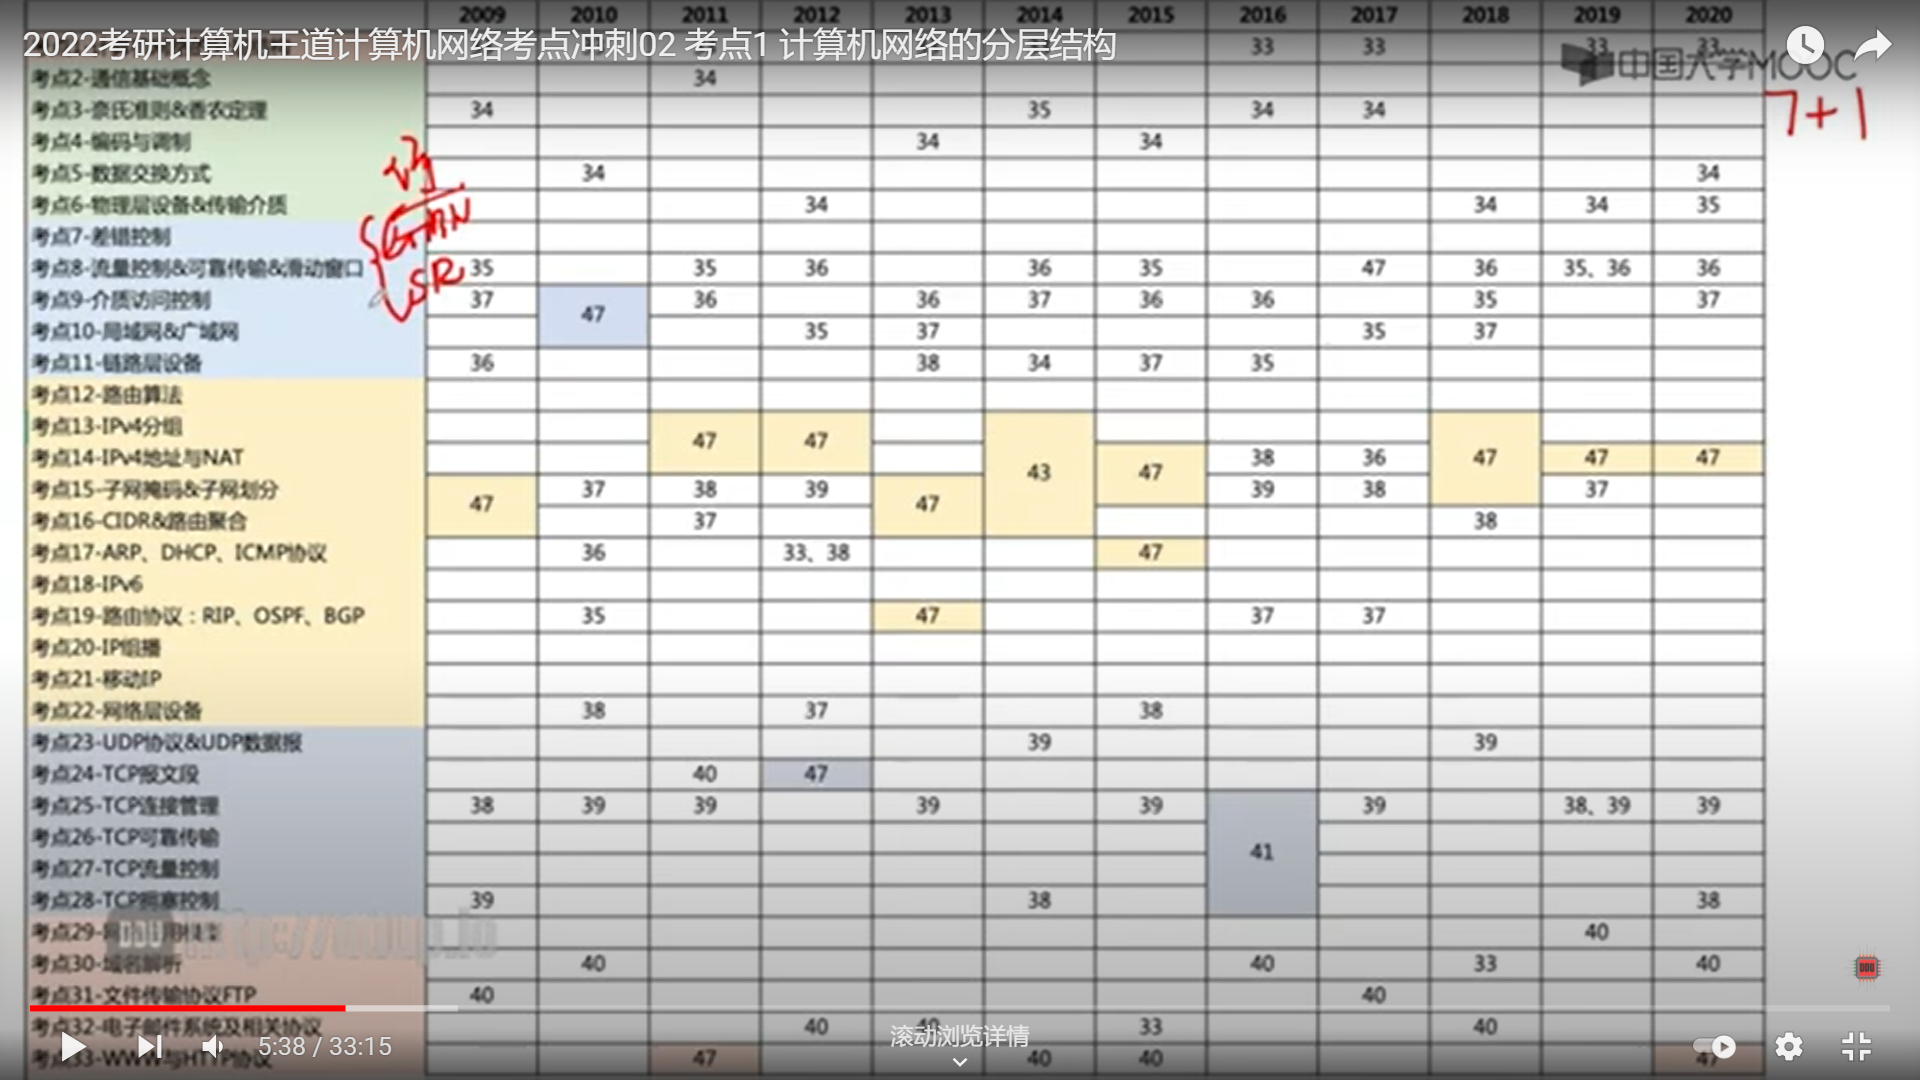 2009 2010 2011 2012 2013 2014 2015 2016 2017 2018 2019 2020
2022考研计算机王道计算机网络考点冲刺02 考点1 计算机网络的分层结构
33 33 33 33
中国大学MOOC
7+1
考点2-通信基础概念 34
考点3-奈氏准则&香农定理 34 35 34 34
考点4-编码与调制 34 34
考点5-数据交换方式 34 34
考点6-物理层设备&传输介质 34 34 34 35
考点7-差错控制
考点8-流量控制&可靠传输&滑动窗口 35 35 36 36 35 47 36 35、36 36
SR
考点9-介质访问控制 37 47 36 36 37 36 36 35 37
考点10-局域网&广域网 35 37 35 37
考点11-链路层设备 36 38 34 37 35
考点12-路由算法
考点13-IPv4分组 47 47 43 47
考点14-IPv4地址与NAT 47 38 36 47 47
考点15-子网掩码&子网划分 47 37 38 39 47 39 38 37
考点16-CIDR&路由聚合 37 38
考点17-ARP、DHCP、ICMP协议 36 33、38 47
考点18-IPv6
考点19-路由协议：RIP、OSPF、BGP 35 47 37 37
考点20-IP组播
考点21-移动IP
考点22-网络层设备 38 37 38
考点23-UDP协议&UDP数据报 39 39
考点24-TCP报文段 40 47
考点25-TCP连接管理 38 39 39 39 39 41 39 38、39 39
考点26-TCP可靠传输
考点27-TCP流量控制
考点28-TCP拥塞控制 39 38 38
考点29- 40
考点30-域名解析 40 40 33 40
考点31-文件传输协议FTP 40 40
考点32-电子邮件系统及相关协议 40 33 40
滚动浏览详情
5:38 / 33:15
考点33-WWW与HTTP协议 47 40 40 47